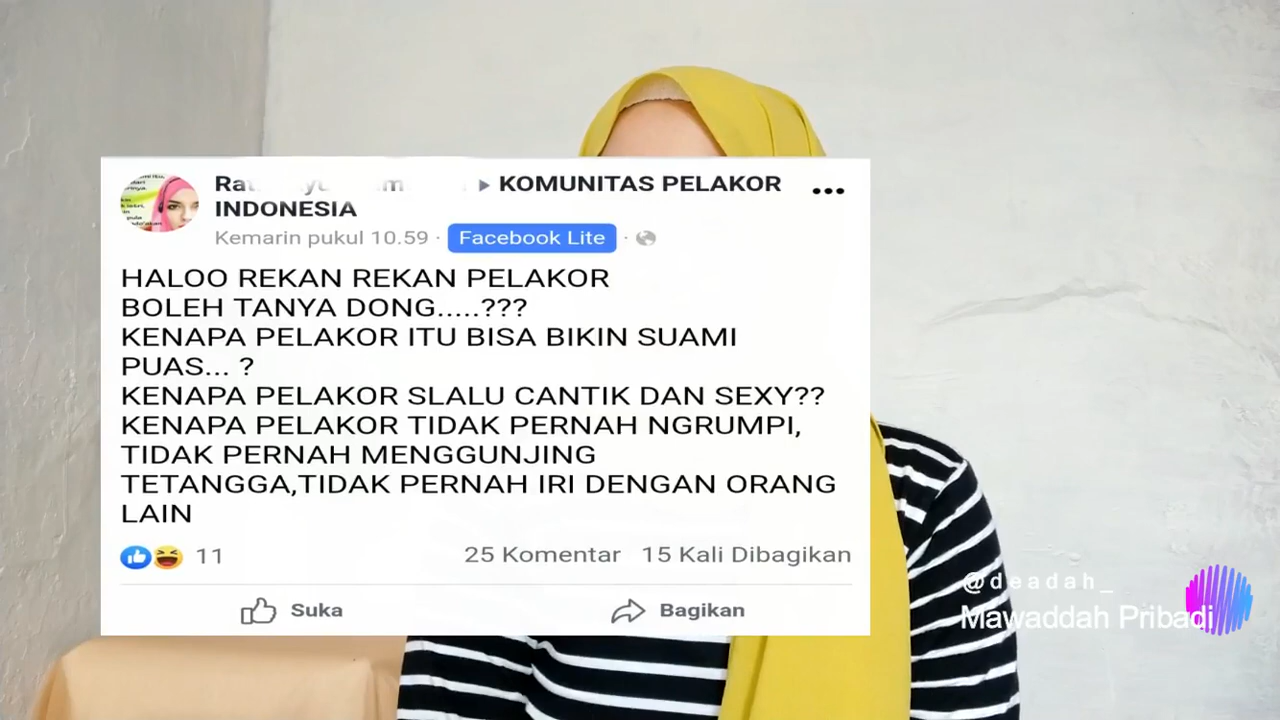 KOMUNITAS PELAKOR
INDONESIA
Kemarin pukul 10.59 · Facebook Lite ·
HALOO REKAN REKAN PELAKOR
BOLEH TANYA DONG.....???
KENAPA PELAKOR ITU BISA BIKIN SUAMI
PUAS... ?
KENAPA PELAKOR SLALU CANTIK DAN SEXY??
KENAPA PELAKOR TIDAK PERNAH NGRUMPI,
TIDAK PERNAH MENGGUNJING
TETANGGA,TIDAK PERNAH IRI DENGAN ORANG
LAIN
11
25 Komentar 15 Kali Dibagikan
Suka
Bagikan
@deadah_
Mawaddah Pribadi